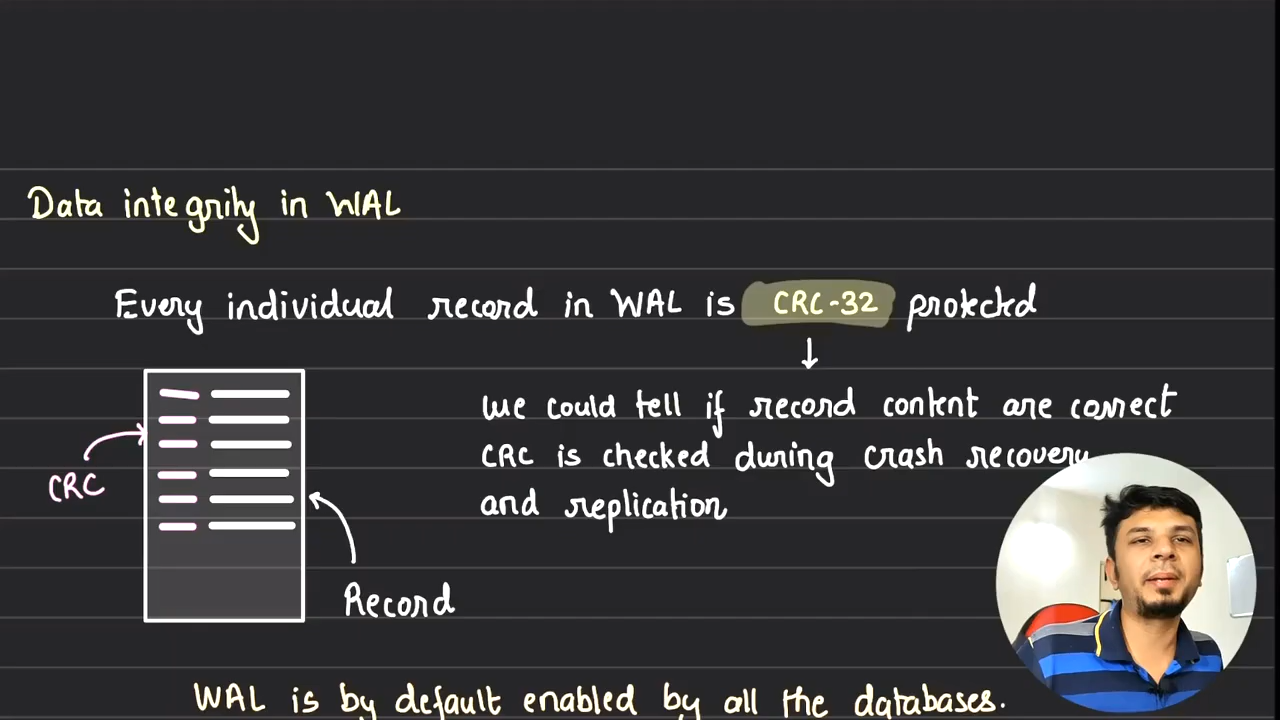 Data integrity in WAL
Every individual record in WAL is CRC-32 protected
We could tell if record content are correct
CRC is checked during crash recovery
and replication
CRC
Record
WAL is by default enabled by all the databases.